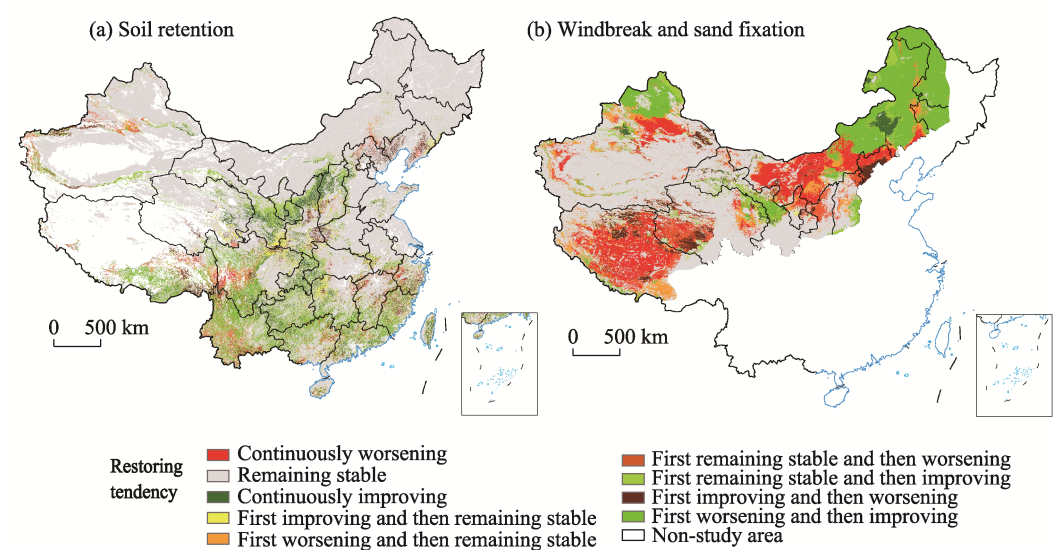 (a) Soil retention
(b) Windbreak and sand fixation
0 500 km
0 500 km
Restoring
tendency
Continuously worsening
Remaining stable
Continuously improving
First improving and then remaining stable
First worsening and then remaining stable
First remaining stable and then worsening
First remaining stable and then improving
First improving and then worsening
First worsening and then improving
Non-study area